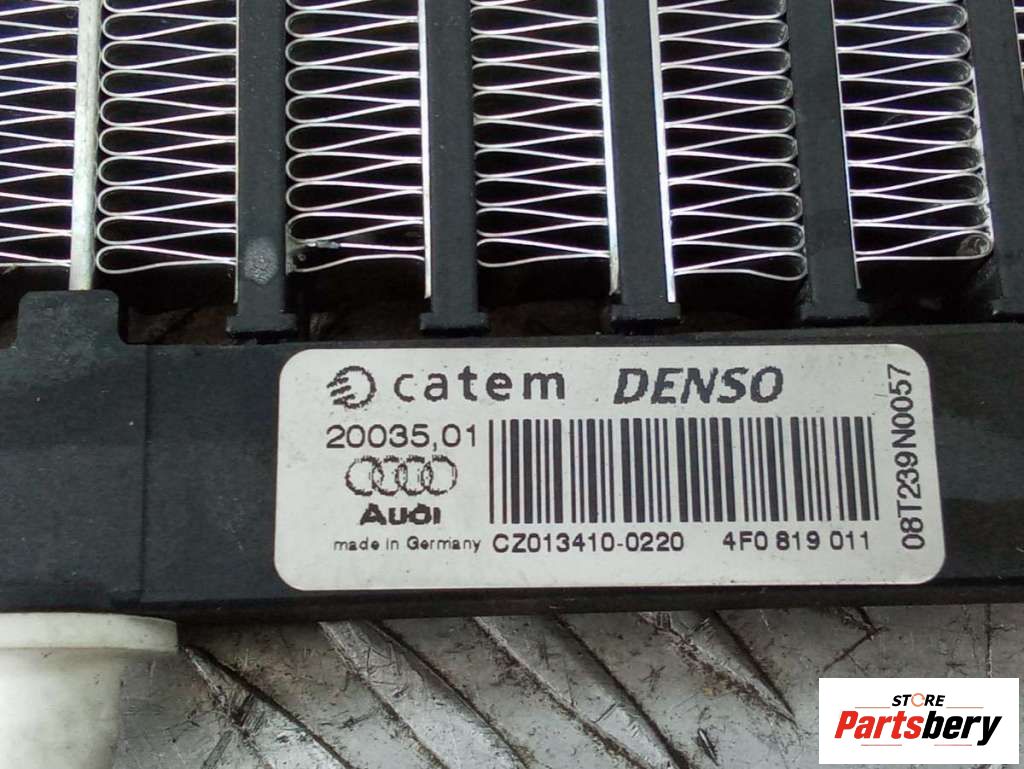 catem DENSO
20035,01
Audi
made in Germany CZ013410-0220 4F0 819 011
08T239N0057
STORE
Partsbery